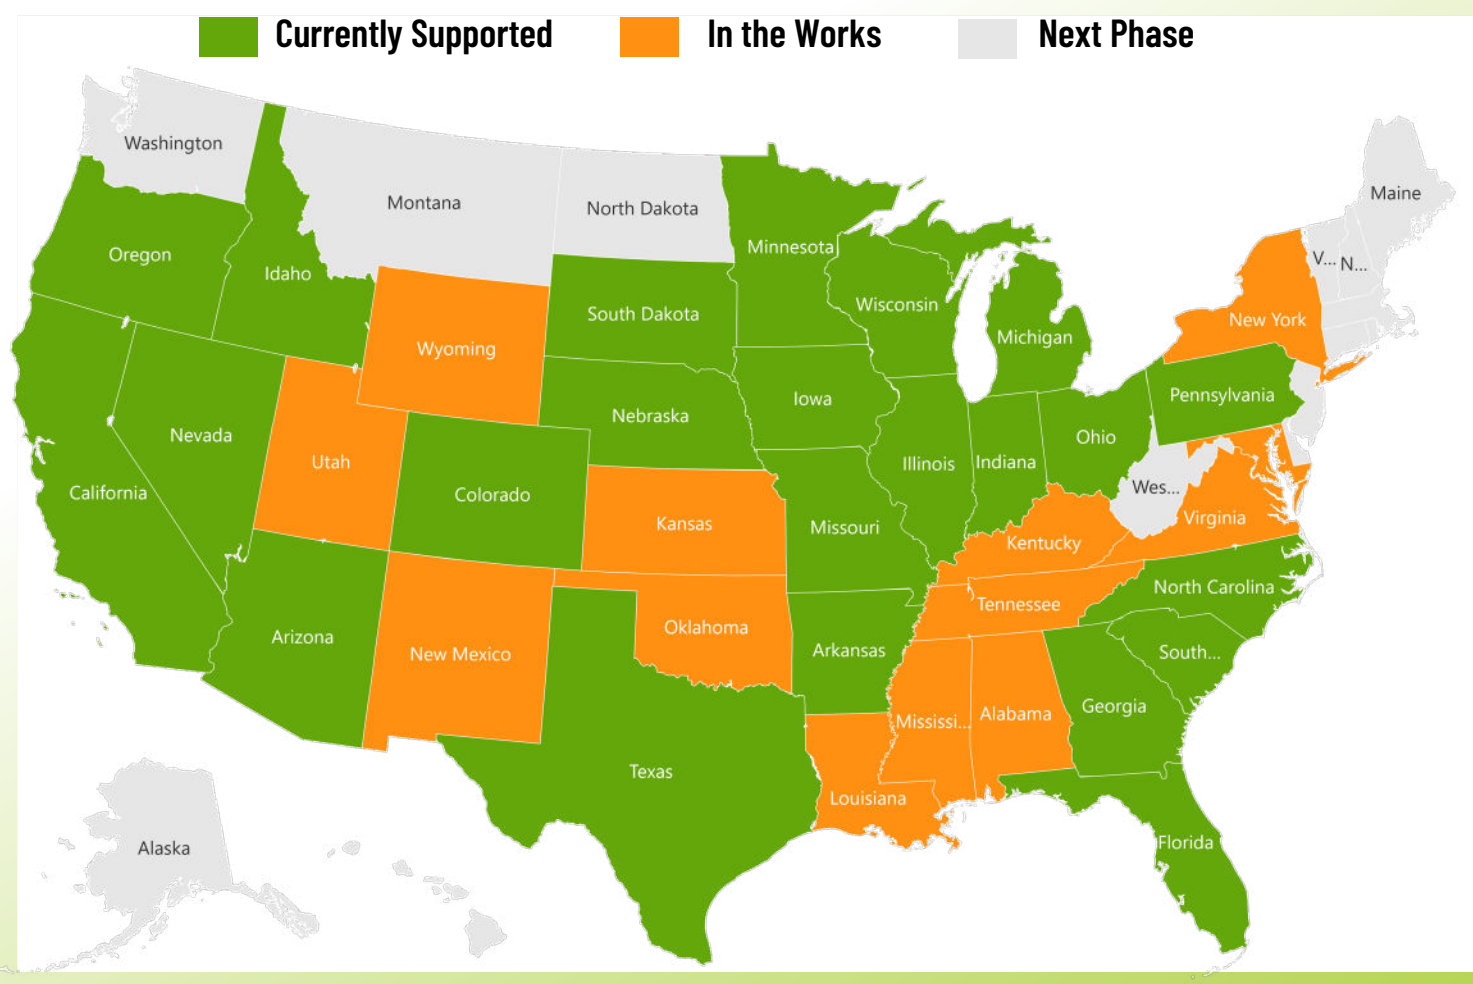 Currently Supported
In the Works
Next Phase
Washington
Montana
North Dakota
Minnesota
Maine
Oregon
Idaho
South Dakota
Wisconsin
Michigan
V...
N...
New York
Wyoming
Nebraska
Iowa
Pennsylvania
Nevada
Utah
Colorado
Illinois
Indiana
Ohio
California
Kansas
Missouri
Kentucky
Wes...
Virginia
Arizona
New Mexico
Oklahoma
Arkansas
Tennessee
North Carolina
South...
Mississi...
Alabama
Georgia
Texas
Louisiana
Florida
Alaska